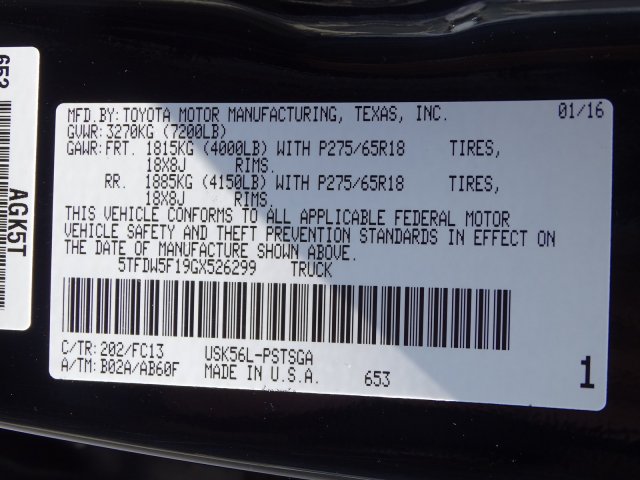 652
AGK5T
MFD.BY: TOYOTA MOTOR MANUFACTURING, TEXAS, INC. 01/16
GVWR: 3270KG (7200LB)
GAWR: FRT. 1815KG (4000LB) WITH P275/65R18 TIRES,
18X8J RIMS.
RR. 1885KG (4150LB) WITH P275/65R18 TIRES,
18X8J RIMS.
THIS VEHICLE CONFORMS TO ALL APPLICABLE FEDERAL MOTOR
VEHICLE SAFETY AND THEFT PREVENTION STANDARDS IN EFFECT ON
THE DATE OF MANUFACTURE SHOWN ABOVE.
5TFDW5F19GX526299 TRUCK
C/TR: 202/FC13 USK56L-PSTSGA
A/TM: B02A/AB60F MADE IN U.S.A. 653 1